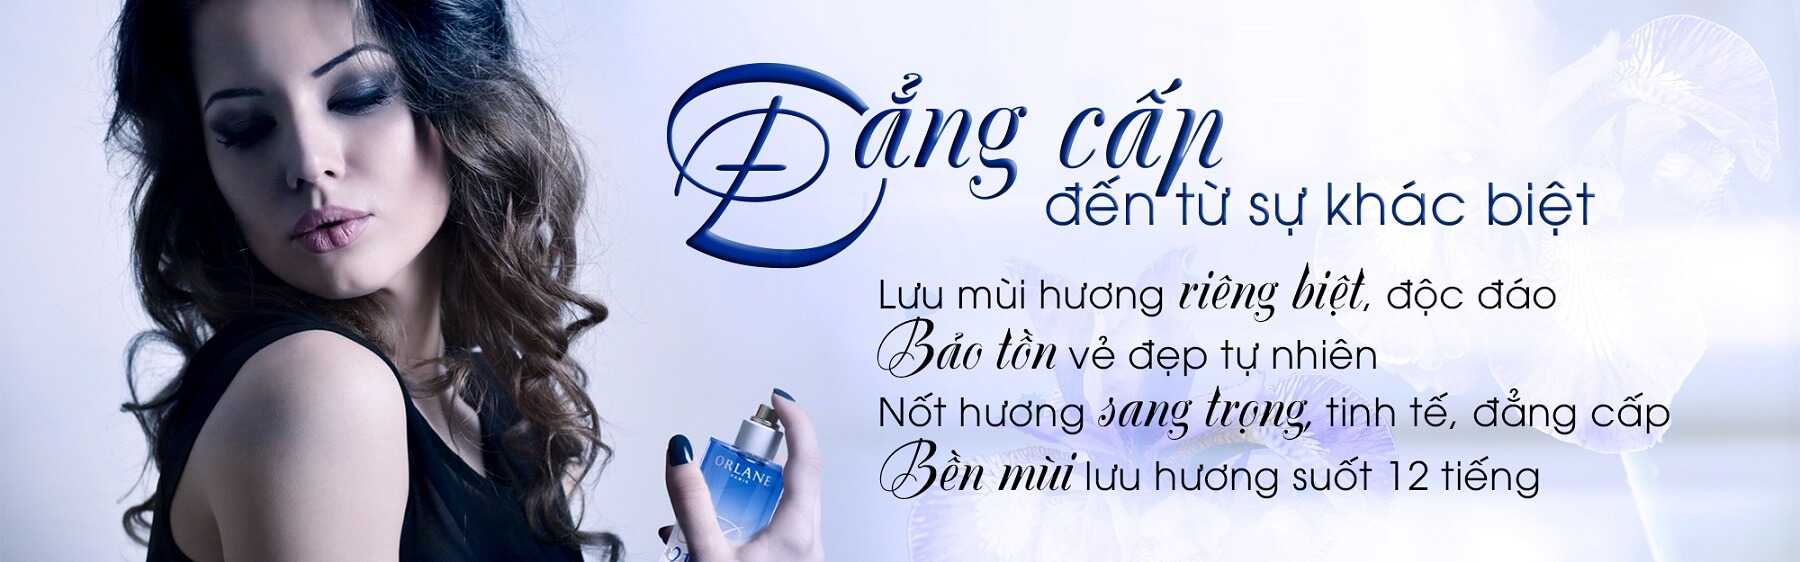 Đẳng cấp
đến từ sự khác biệt
Lưu mùi hương riêng biệt, độc đáo
Bảo tồn vẻ đẹp tự nhiên
Nốt hương sang trọng, tinh tế, đẳng cấp
Bền mùi lưu hương suốt 12 tiếng
ORLANE
PARIS